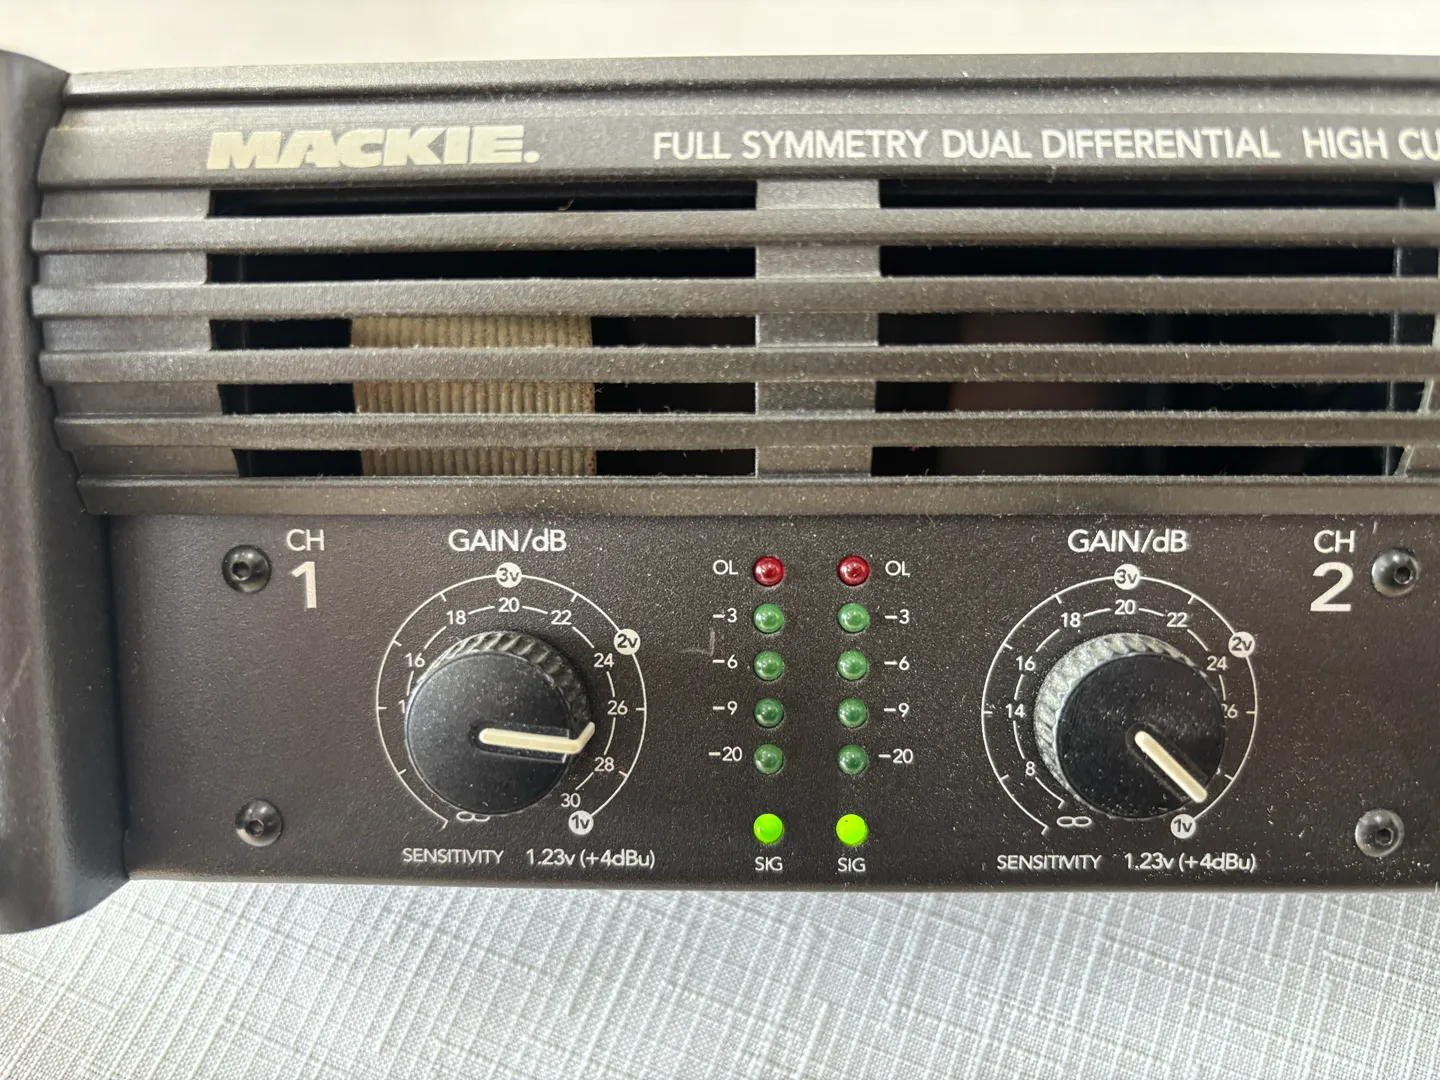 MACKIE.
FULL SYMMETRY DUAL DIFFERENTIAL HIGH
CH
1
GAIN/dB
3v
2v
1v
16
18
20
22
24
26
28
30
∞
SENSITIVITY 1.23v (+4dBu)
OL OL
-3 -3
-6 -6
-9 -9
-20 -20
SIG SIG
GAIN/dB
3v
2v
1v
∞
8
14
16
18
20
22
24
SENSITIVITY 1.23v (+4dBu)
CH
2